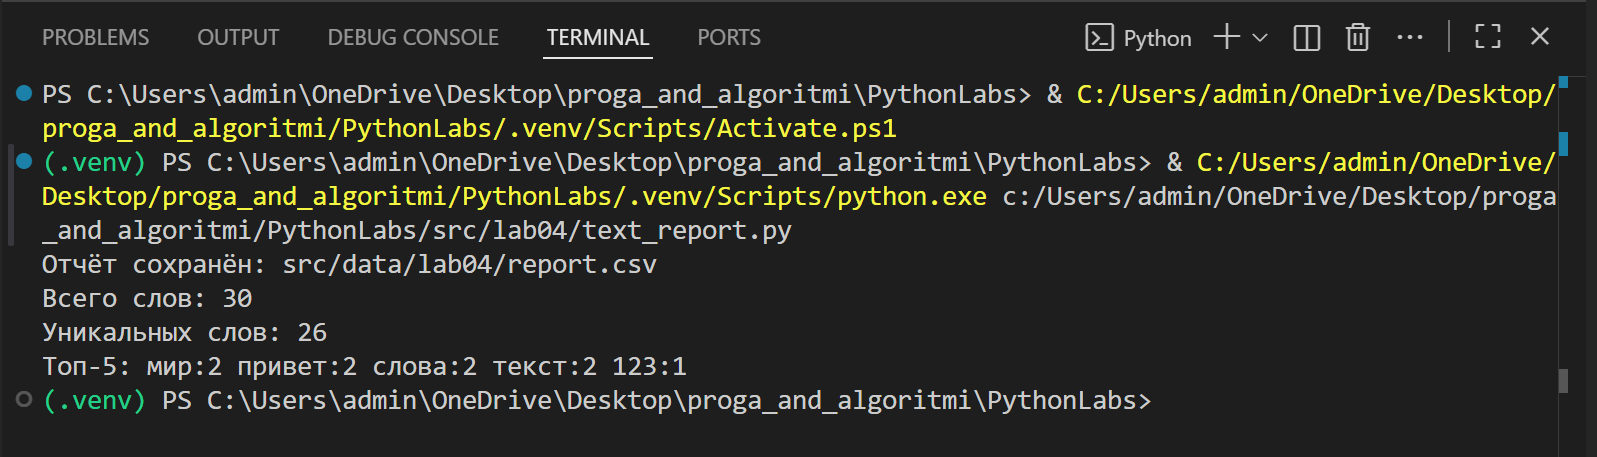 PROBLEMS OUTPUT DEBUG CONSOLE TERMINAL PORTS Python
PS C:\Users\admin\OneDrive\Desktop\proga_and_algoritmi\PythonLabs> & C:/Users/admin/OneDrive/Desktop/
proga_and_algoritmi/PythonLabs/.venv/Scripts/Activate.ps1
(.venv) PS C:\Users\admin\OneDrive\Desktop\proga_and_algoritmi\PythonLabs> & C:/Users/admin/OneDrive/
Desktop/proga_and_algoritmi/PythonLabs/.venv/Scripts/python.exe c:/Users/admin/OneDrive/Desktop/proga
_and_algoritmi/PythonLabs/src/lab04/text_report.py
Отчёт сохранён: src/data/lab04/report.csv
Всего слов: 30
Уникальных слов: 26
Топ-5: мир:2 привет:2 слова:2 текст:2 123:1
(.venv) PS C:\Users\admin\OneDrive\Desktop\proga_and_algoritmi\PythonLabs>